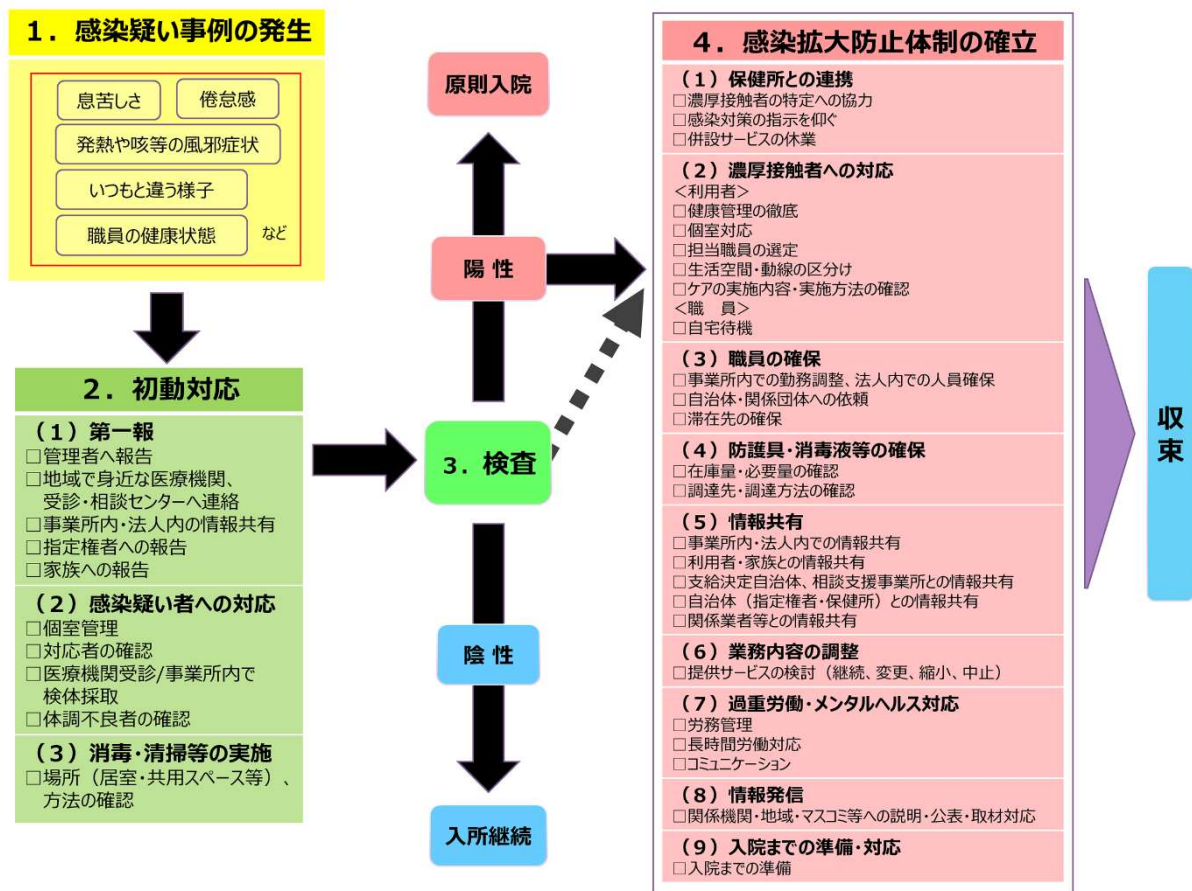 1．感染疑い事例の発生
息苦しさ
倦怠感
発熱や咳等の風邪症状
いつもと違う様子
職員の健康状態
など
2．初動対応
（1）第一報
□管理者へ報告
□地域で身近な医療機関、
受診・相談センターへ連絡
□事業所内・法人内の情報共有
□指定権者への報告
□家族への報告
（2）感染疑い者への対応
□個室管理
□対応者の確認
□医療機関受診/事業所内で
検体採取
□体調不良者の確認
（3）消毒・清掃等の実施
□場所（居室・共用スペース等）、
方法の確認
原則入院
陽 性
3．検査
陰 性
入所継続
4．感染拡大防止体制の確立
（1）保健所との連携
□濃厚接触者の特定への協力
□感染対策の指示を仰ぐ
□併設サービスの休業
（2）濃厚接触者への対応
＜利用者＞
□健康管理の徹底
□個室対応
□担当職員の選定
□生活空間・動線の区分け
□ケアの実施内容・実施方法の確認
＜職　員＞
□自宅待機
（3）職員の確保
□事業所内での勤務調整、法人内での人員確保
□自治体・関係団体への依頼
□滞在先の確保
（4）防護具・消毒液等の確保
□在庫量・必要量の確認
□調達先・調達方法の確認
（5）情報共有
□事業所内・法人内での情報共有
□利用者・家族との情報共有
□支給決定自治体、相談支援事業所との情報共有
□自治体（指定権者・保健所）との情報共有
□関係業者等との情報共有
（6）業務内容の調整
□提供サービスの検討（継続、変更、縮小、中止）
（7）過重労働・メンタルヘルス対応
□労務管理
□長時間労働対応
□コミュニケーション
（8）情報発信
□関係機関・地域・マスコミ等への説明・公表・取材対応
（9）入院までの準備・対応
□入院までの準備
収束